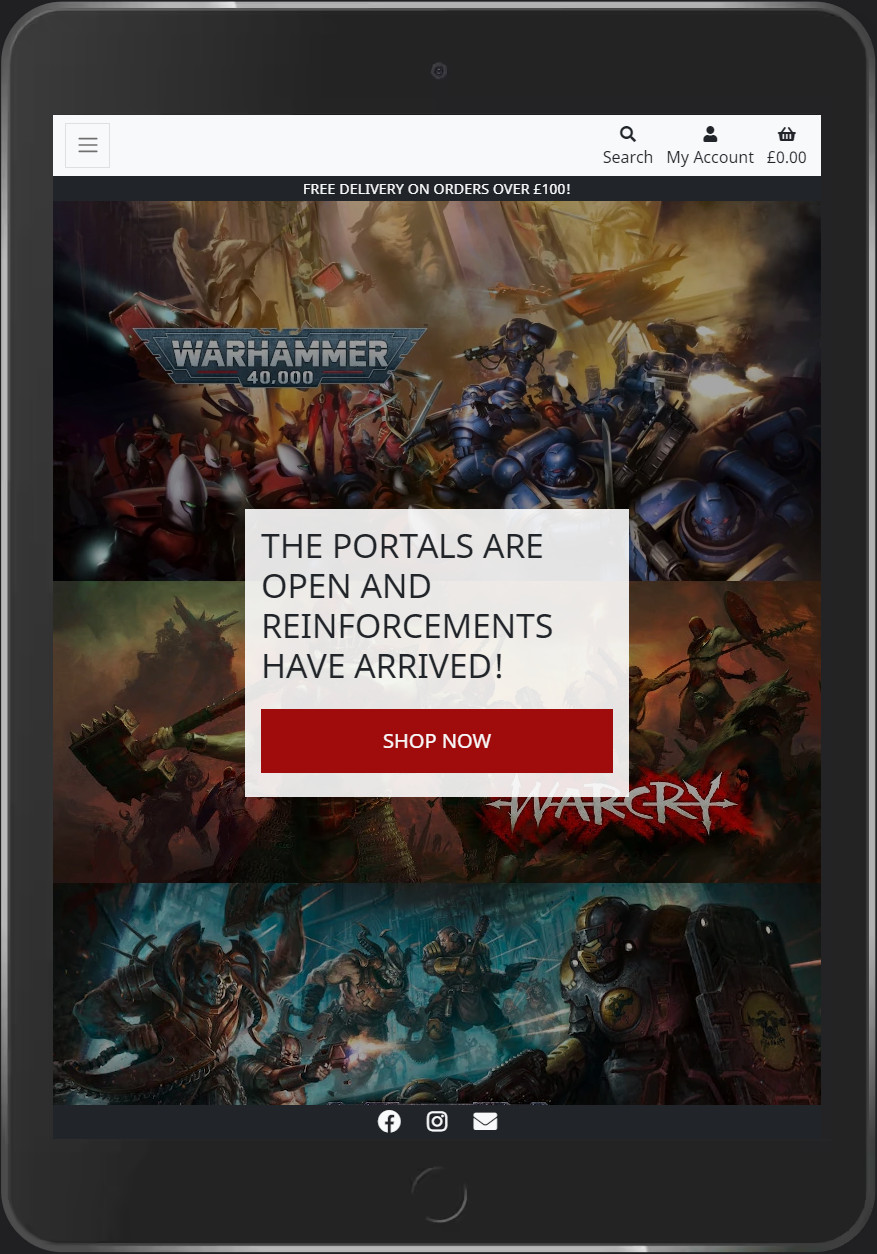 Search My Account £0.00
FREE DELIVERY ON ORDERS OVER £100!
WARHAMMER
40,000
THE PORTALS ARE
OPEN AND
REINFORCEMENTS
HAVE ARRIVED!
SHOP NOW
WARCRY